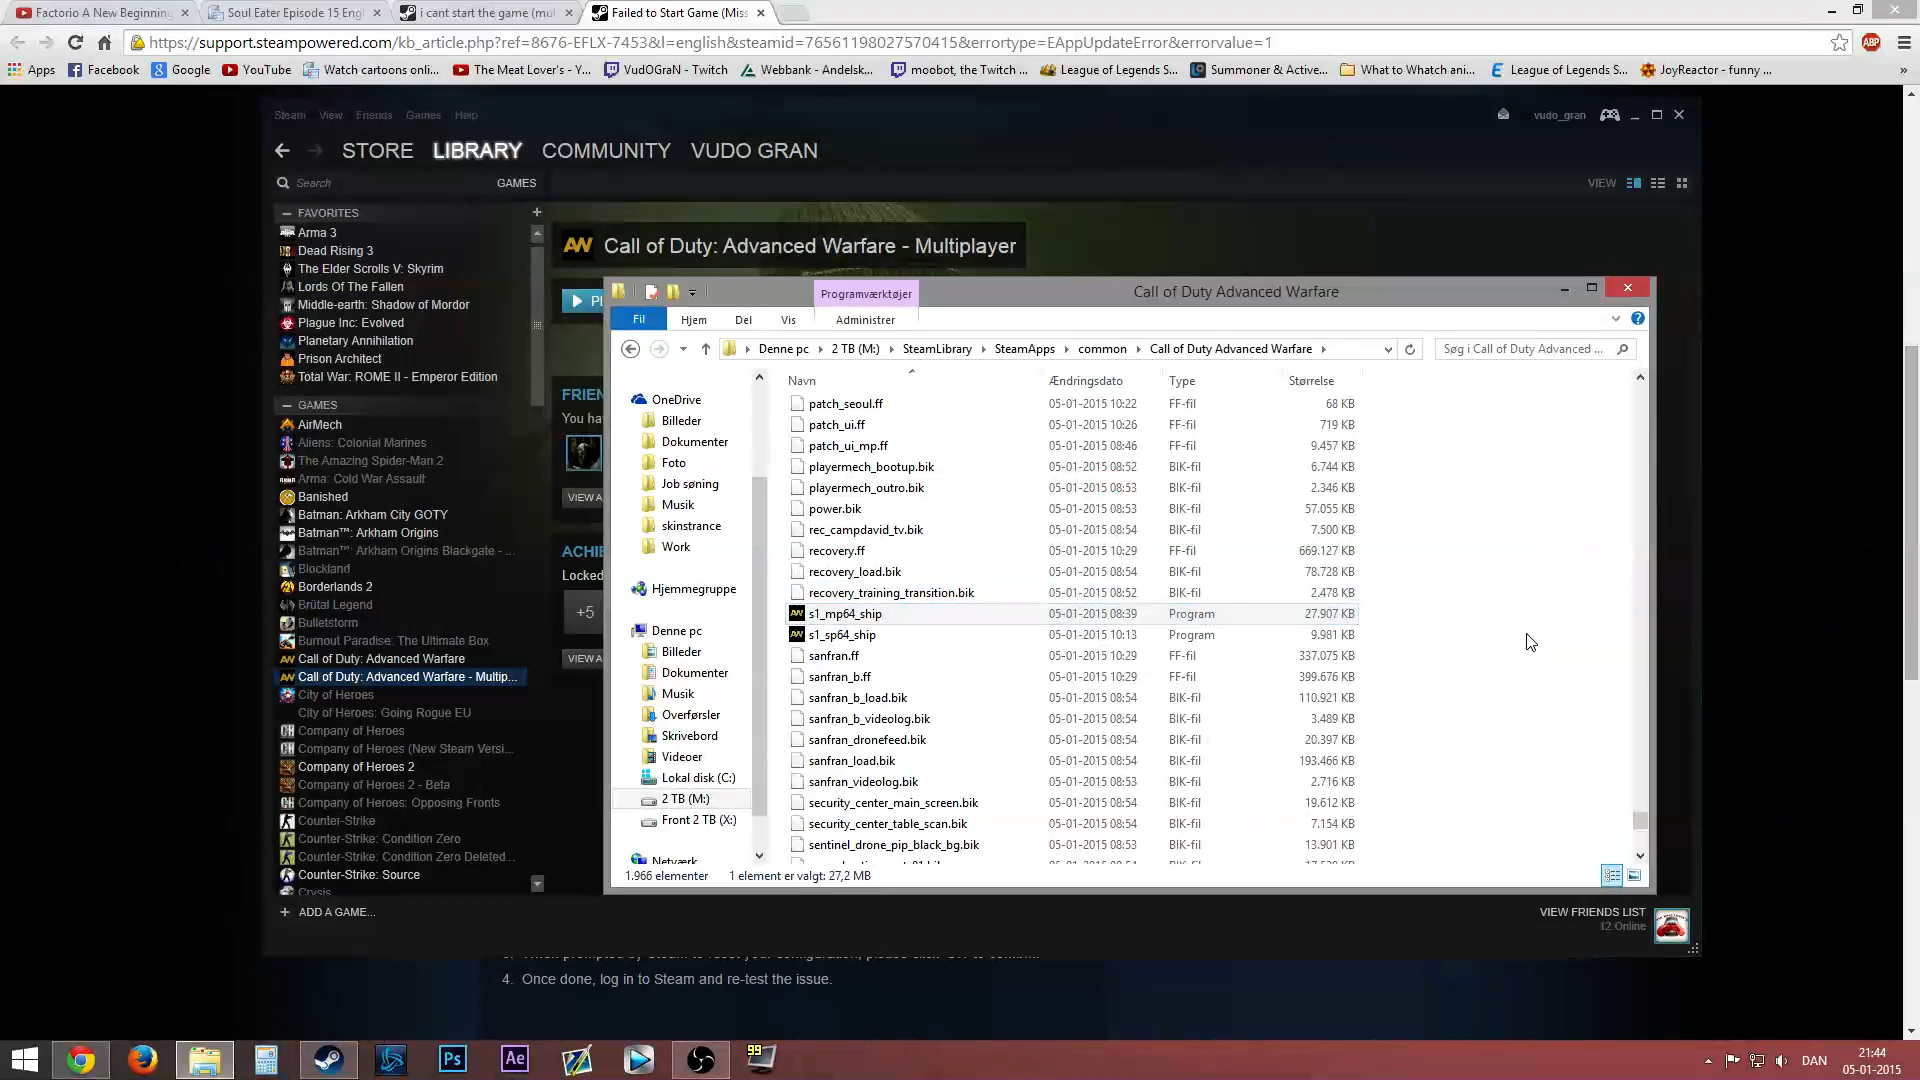 Factorio A New Beginning
Soul Eater Episode 15 Engl
i cant start the game (mul
Failed to Start Game (Miss
https://support.steampowered.com/kb_article.php?ref=8676-EFLX-7453&l=english&steamid=76561198027570415&errortype=EAppUpdateError&errorvalue=1
Apps
Facebook
Google
YouTube
Watch cartoons onli...
The Meat Lover's - Y...
VudOGraN - Twitch
Webbank - Andelsk...
moobot, the Twitch ...
League of Legends S...
Summoner & Active...
What to Whatch ani...
League of Legends S...
JoyReactor - funny ...
Steam View Friends Games Help
vudo_gran
STORE LIBRARY COMMUNITY VUDO GRAN
Search
GAMES
VIEW
FAVORITES
Arma 3
Dead Rising 3
The Elder Scrolls V: Skyrim
Lords Of The Fallen
Middle-earth: Shadow of Mordor
Plague Inc: Evolved
Planetary Annihilation
Prison Architect
Total War: ROME II - Emperor Edition
GAMES
AirMech
Aliens: Colonial Marines
The Amazing Spider-Man 2
Arma: Cold War Assault
Banished
Batman: Arkham City GOTY
Batman™: Arkham Origins
Batman™: Arkham Origins Blackgate - ...
Blockland
Borderlands 2
Brütal Legend
Bulletstorm
Burnout Paradise: The Ultimate Box
Call of Duty: Advanced Warfare
Call of Duty: Advanced Warfare - Multip...
City of Heroes
City of Heroes: Going Rogue EU
Company of Heroes
Company of Heroes (New Steam Versi...
Company of Heroes 2
Company of Heroes 2 - Beta
Company of Heroes: Opposing Fronts
Counter-Strike
Counter-Strike: Condition Zero
Counter-Strike: Condition Zero Deleted...
Counter-Strike: Source
Crysis
ADD A GAME...
Call of Duty: Advanced Warfare - Multiplayer
PL
FRIEN
You hav
VIEW A
ACHIE
Locked
+5
VIEW A
Programværktøjer
Call of Duty Advanced Warfare
Fil Hjem Del Vis Administrer
Denne pc 2 TB (M:) SteamLibrary SteamApps common Call of Duty Advanced Warfare
Søg i Call of Duty Advanced ...
OneDrive
Billeder
Dokumenter
Foto
Job søning
Musik
skinstrance
Work
Hjemmegruppe
Denne pc
Billeder
Dokumenter
Musik
Overførsler
Skrivebord
Videoer
Lokal disk (C:)
2 TB (M:)
Front 2 TB (X:)
Netværk
Navn Ændringsdato Type Størrelse
patch_seoul.ff 05-01-2015 10:22 FF-fil 68 KB
patch_ui.ff 05-01-2015 10:26 FF-fil 719 KB
patch_ui_mp.ff 05-01-2015 08:46 FF-fil 9.457 KB
playermech_bootup.bik 05-01-2015 08:52 BIK-fil 6.744 KB
playermech_outro.bik 05-01-2015 08:53 BIK-fil 2.346 KB
power.bik 05-01-2015 08:53 BIK-fil 57.055 KB
rec_campdavid_tv.bik 05-01-2015 08:54 BIK-fil 7.500 KB
recovery.ff 05-01-2015 10:29 FF-fil 669.127 KB
recovery_load.bik 05-01-2015 08:54 BIK-fil 78.728 KB
recovery_training_transition.bik 05-01-2015 08:52 BIK-fil 2.478 KB
s1_mp64_ship 05-01-2015 08:39 Program 27.907 KB
s1_sp64_ship 05-01-2015 10:13 Program 9.981 KB
sanfran.ff 05-01-2015 10:29 FF-fil 337.075 KB
sanfran_b.ff 05-01-2015 10:29 FF-fil 399.676 KB
sanfran_b_load.bik 05-01-2015 08:54 BIK-fil 110.921 KB
sanfran_b_videolog.bik 05-01-2015 08:54 BIK-fil 3.489 KB
sanfran_dronefeed.bik 05-01-2015 08:54 BIK-fil 20.397 KB
sanfran_load.bik 05-01-2015 08:54 BIK-fil 193.466 KB
sanfran_videolog.bik 05-01-2015 08:53 BIK-fil 2.716 KB
security_center_main_screen.bik 05-01-2015 08:54 BIK-fil 19.612 KB
security_center_table_scan.bik 05-01-2015 08:54 BIK-fil 7.154 KB
sentinel_drone_pip_black_bg.bik 05-01-2015 08:53 BIK-fil 13.901 KB
1.966 elementer 1 element er valgt: 27,2 MB
VIEW FRIENDS LIST
12 Online
4. Once done, log in to Steam and re-test the issue.
Ps
Ae
99
DAN
21:44
05-01-2015